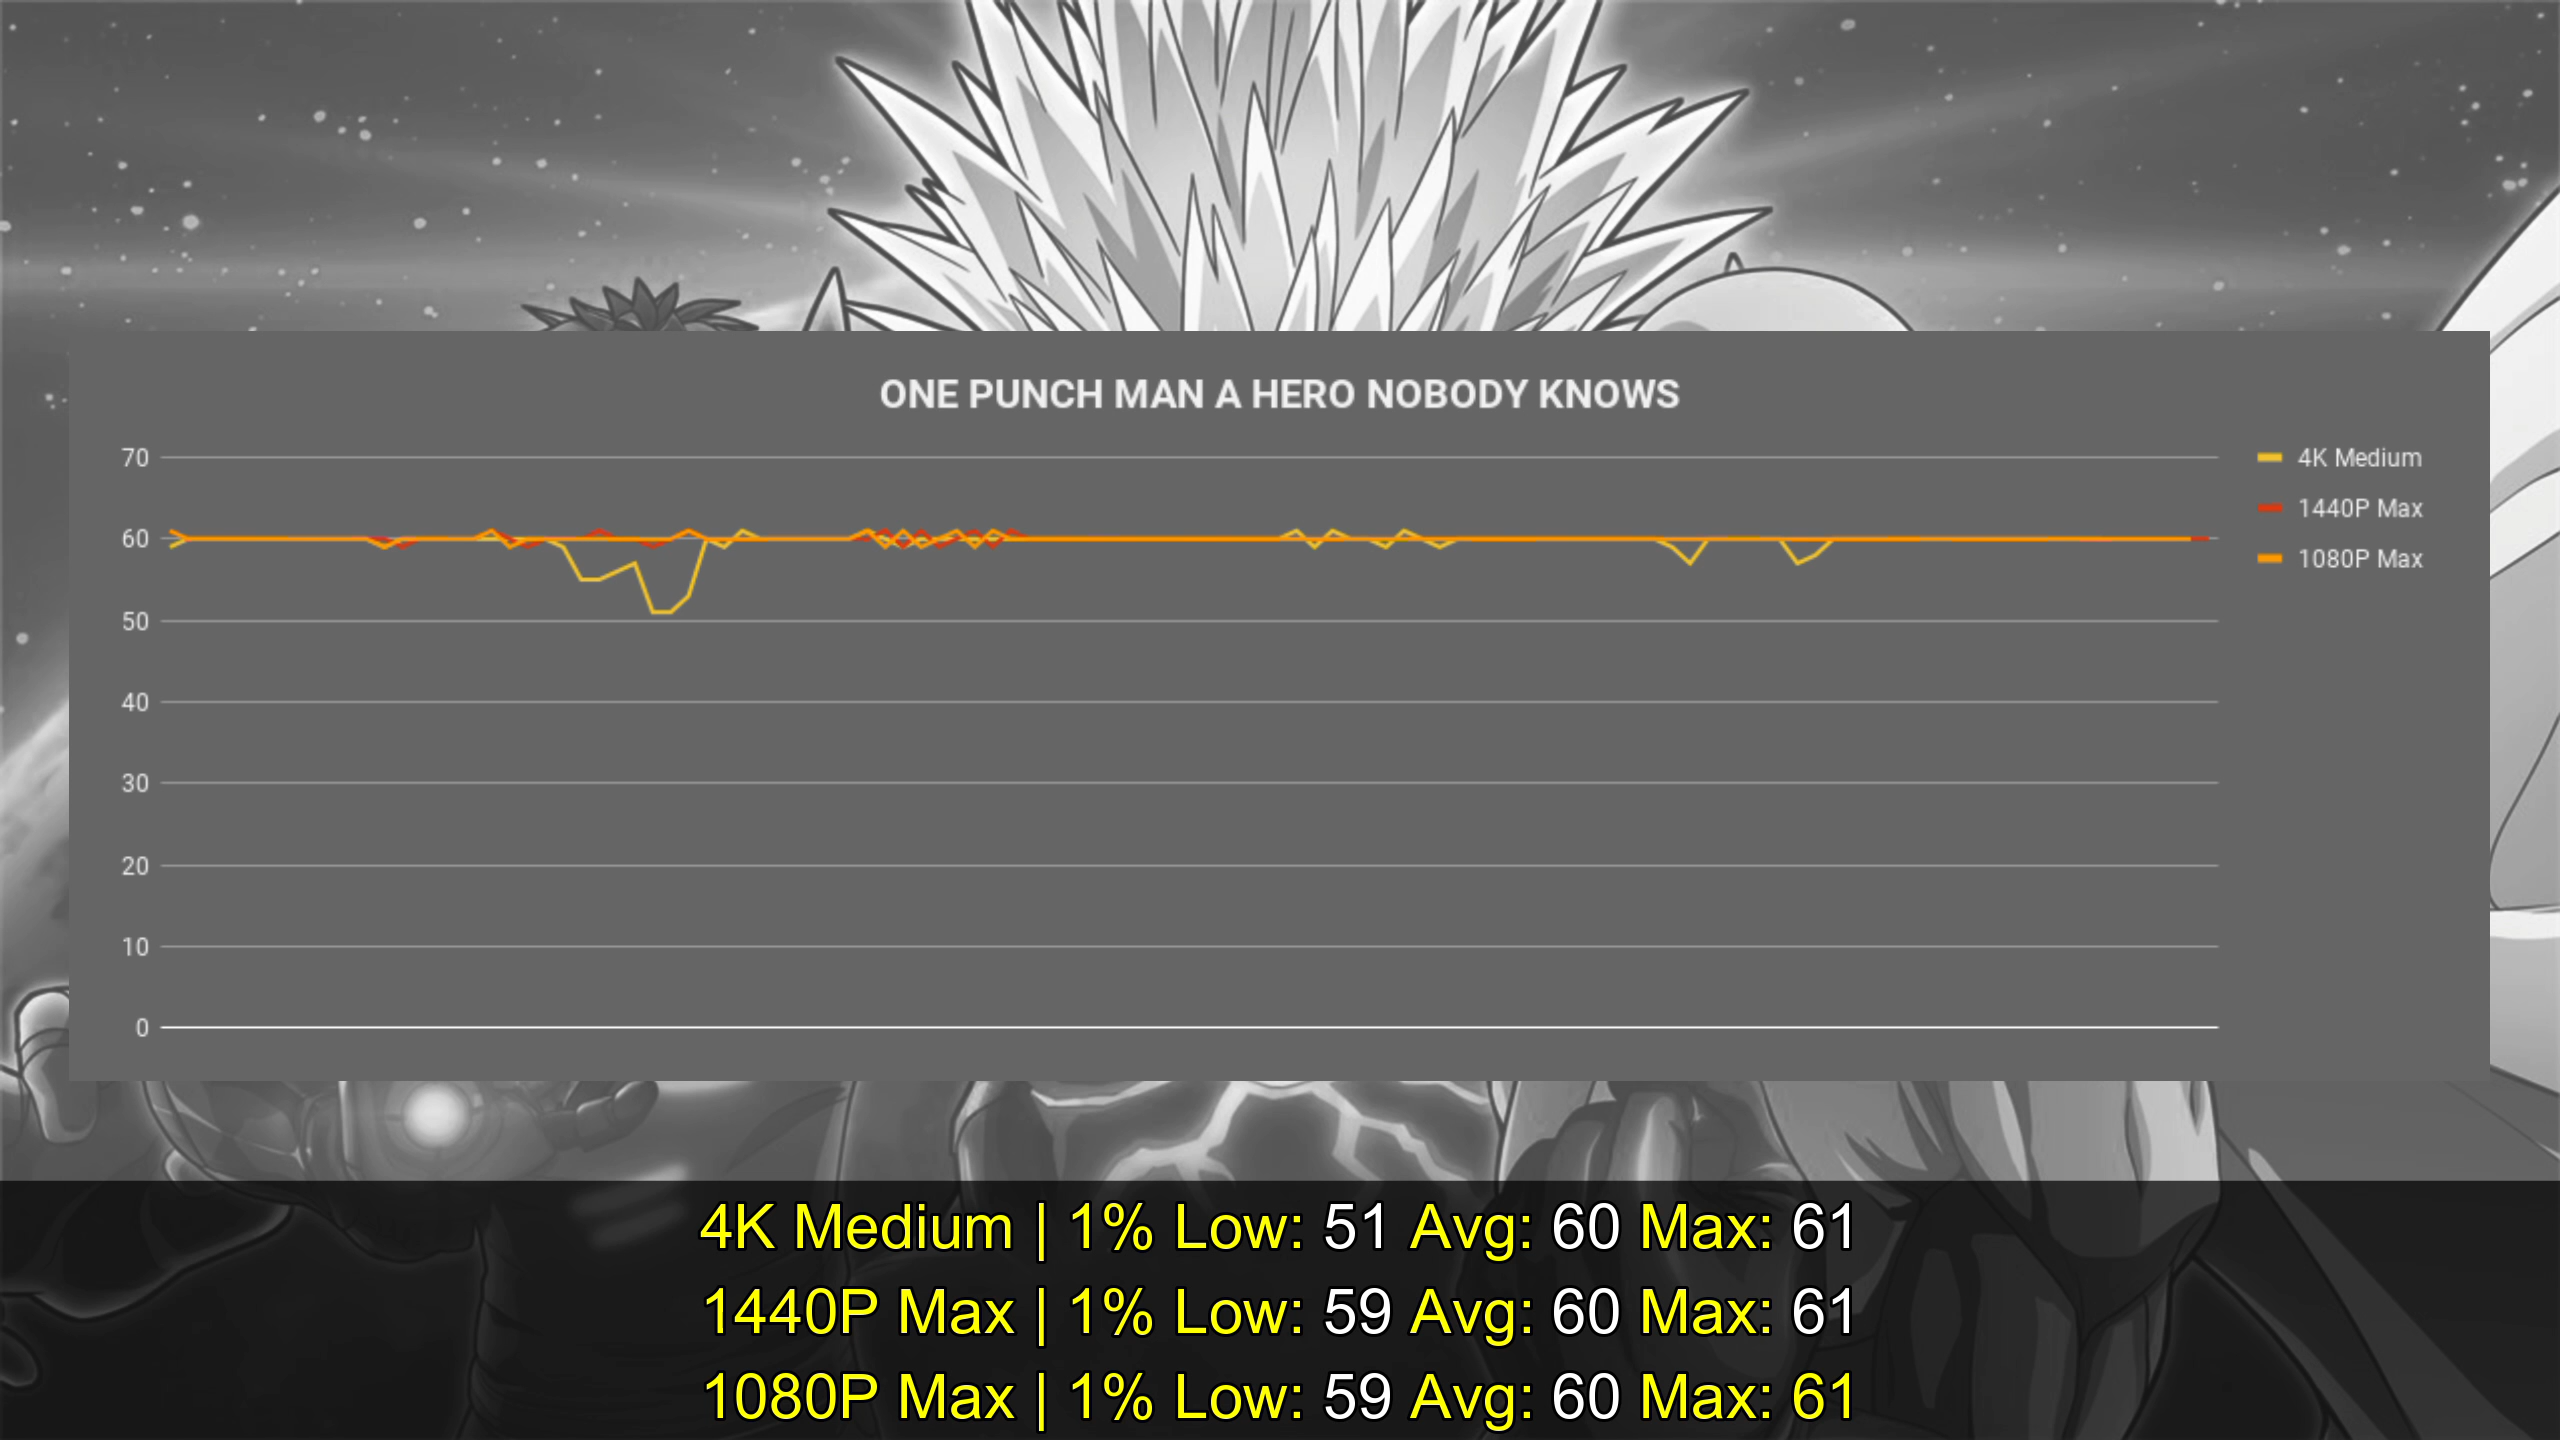 ONE PUNCH MAN A HERO NOBODY KNOWS
70
60
50
40
30
20
10
0
4K Medium
1440P Max
1080P Max
4K Medium | 1% Low: 51 Avg: 60 Max: 61
1440P Max | 1% Low: 59 Avg: 60 Max: 61
1080P Max | 1% Low: 59 Avg: 60 Max: 61